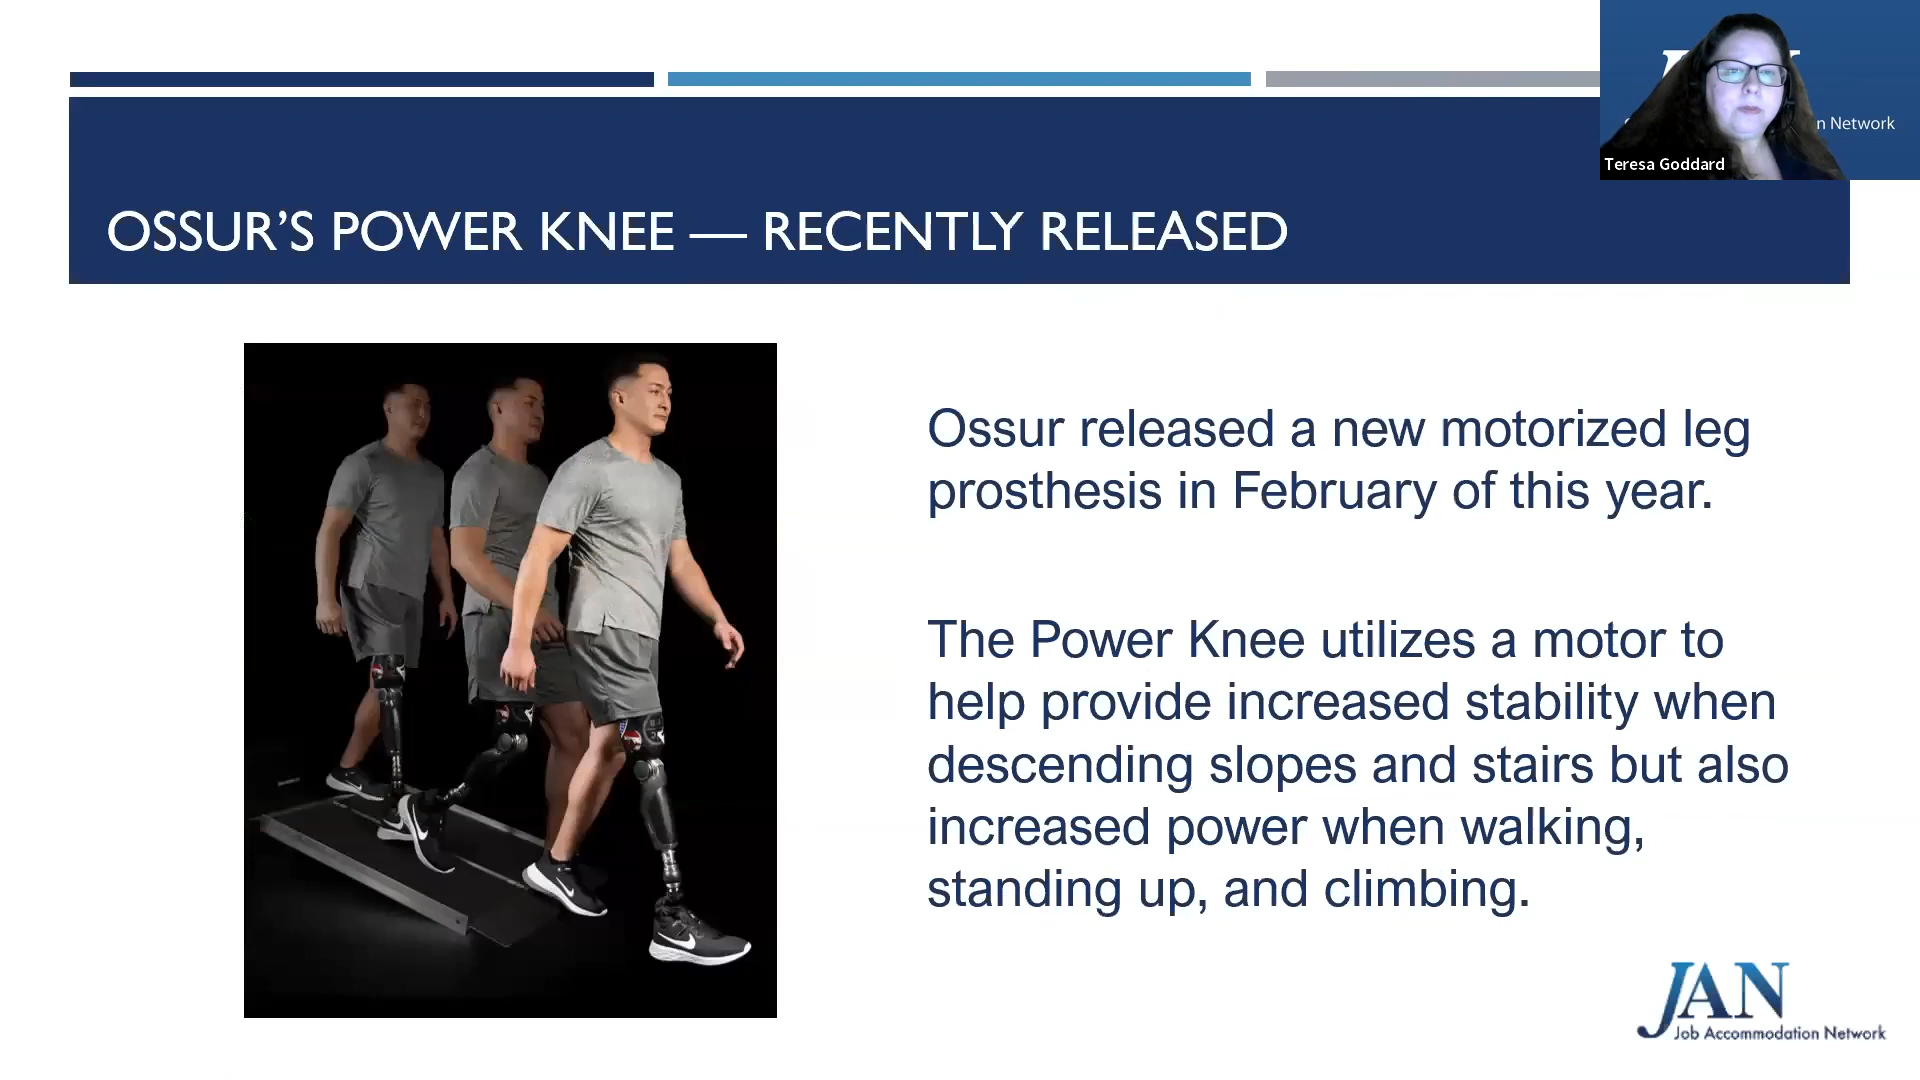 n Network
Teresa Goddard
OSSUR’S POWER KNEE — RECENTLY RELEASED
Ossur released a new motorized leg
prosthesis in February of this year.
The Power Knee utilizes a motor to
help provide increased stability when
descending slopes and stairs but also
increased power when walking,
standing up, and climbing.
JAN
Job Accommodation Network